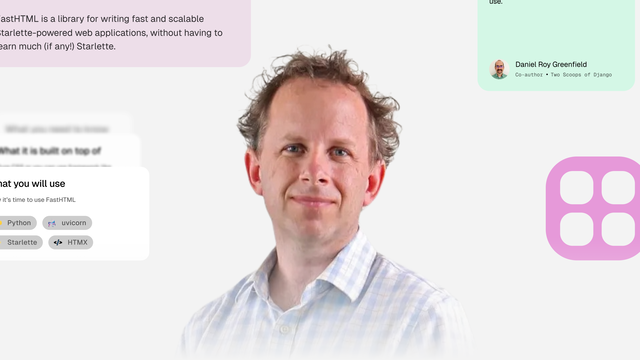 astHTML is a library for writing fast and scalable
Starlette-powered web applications, without having to
earn much (if any!) Starlette.
use.
Daniel Roy Greenfield
Co-author • Two Scoops of Django
What you need to know
What it is built on top of
hat you will use
it's time to use FastHTML
Python
uvicorn
Starlette
</> HTMX